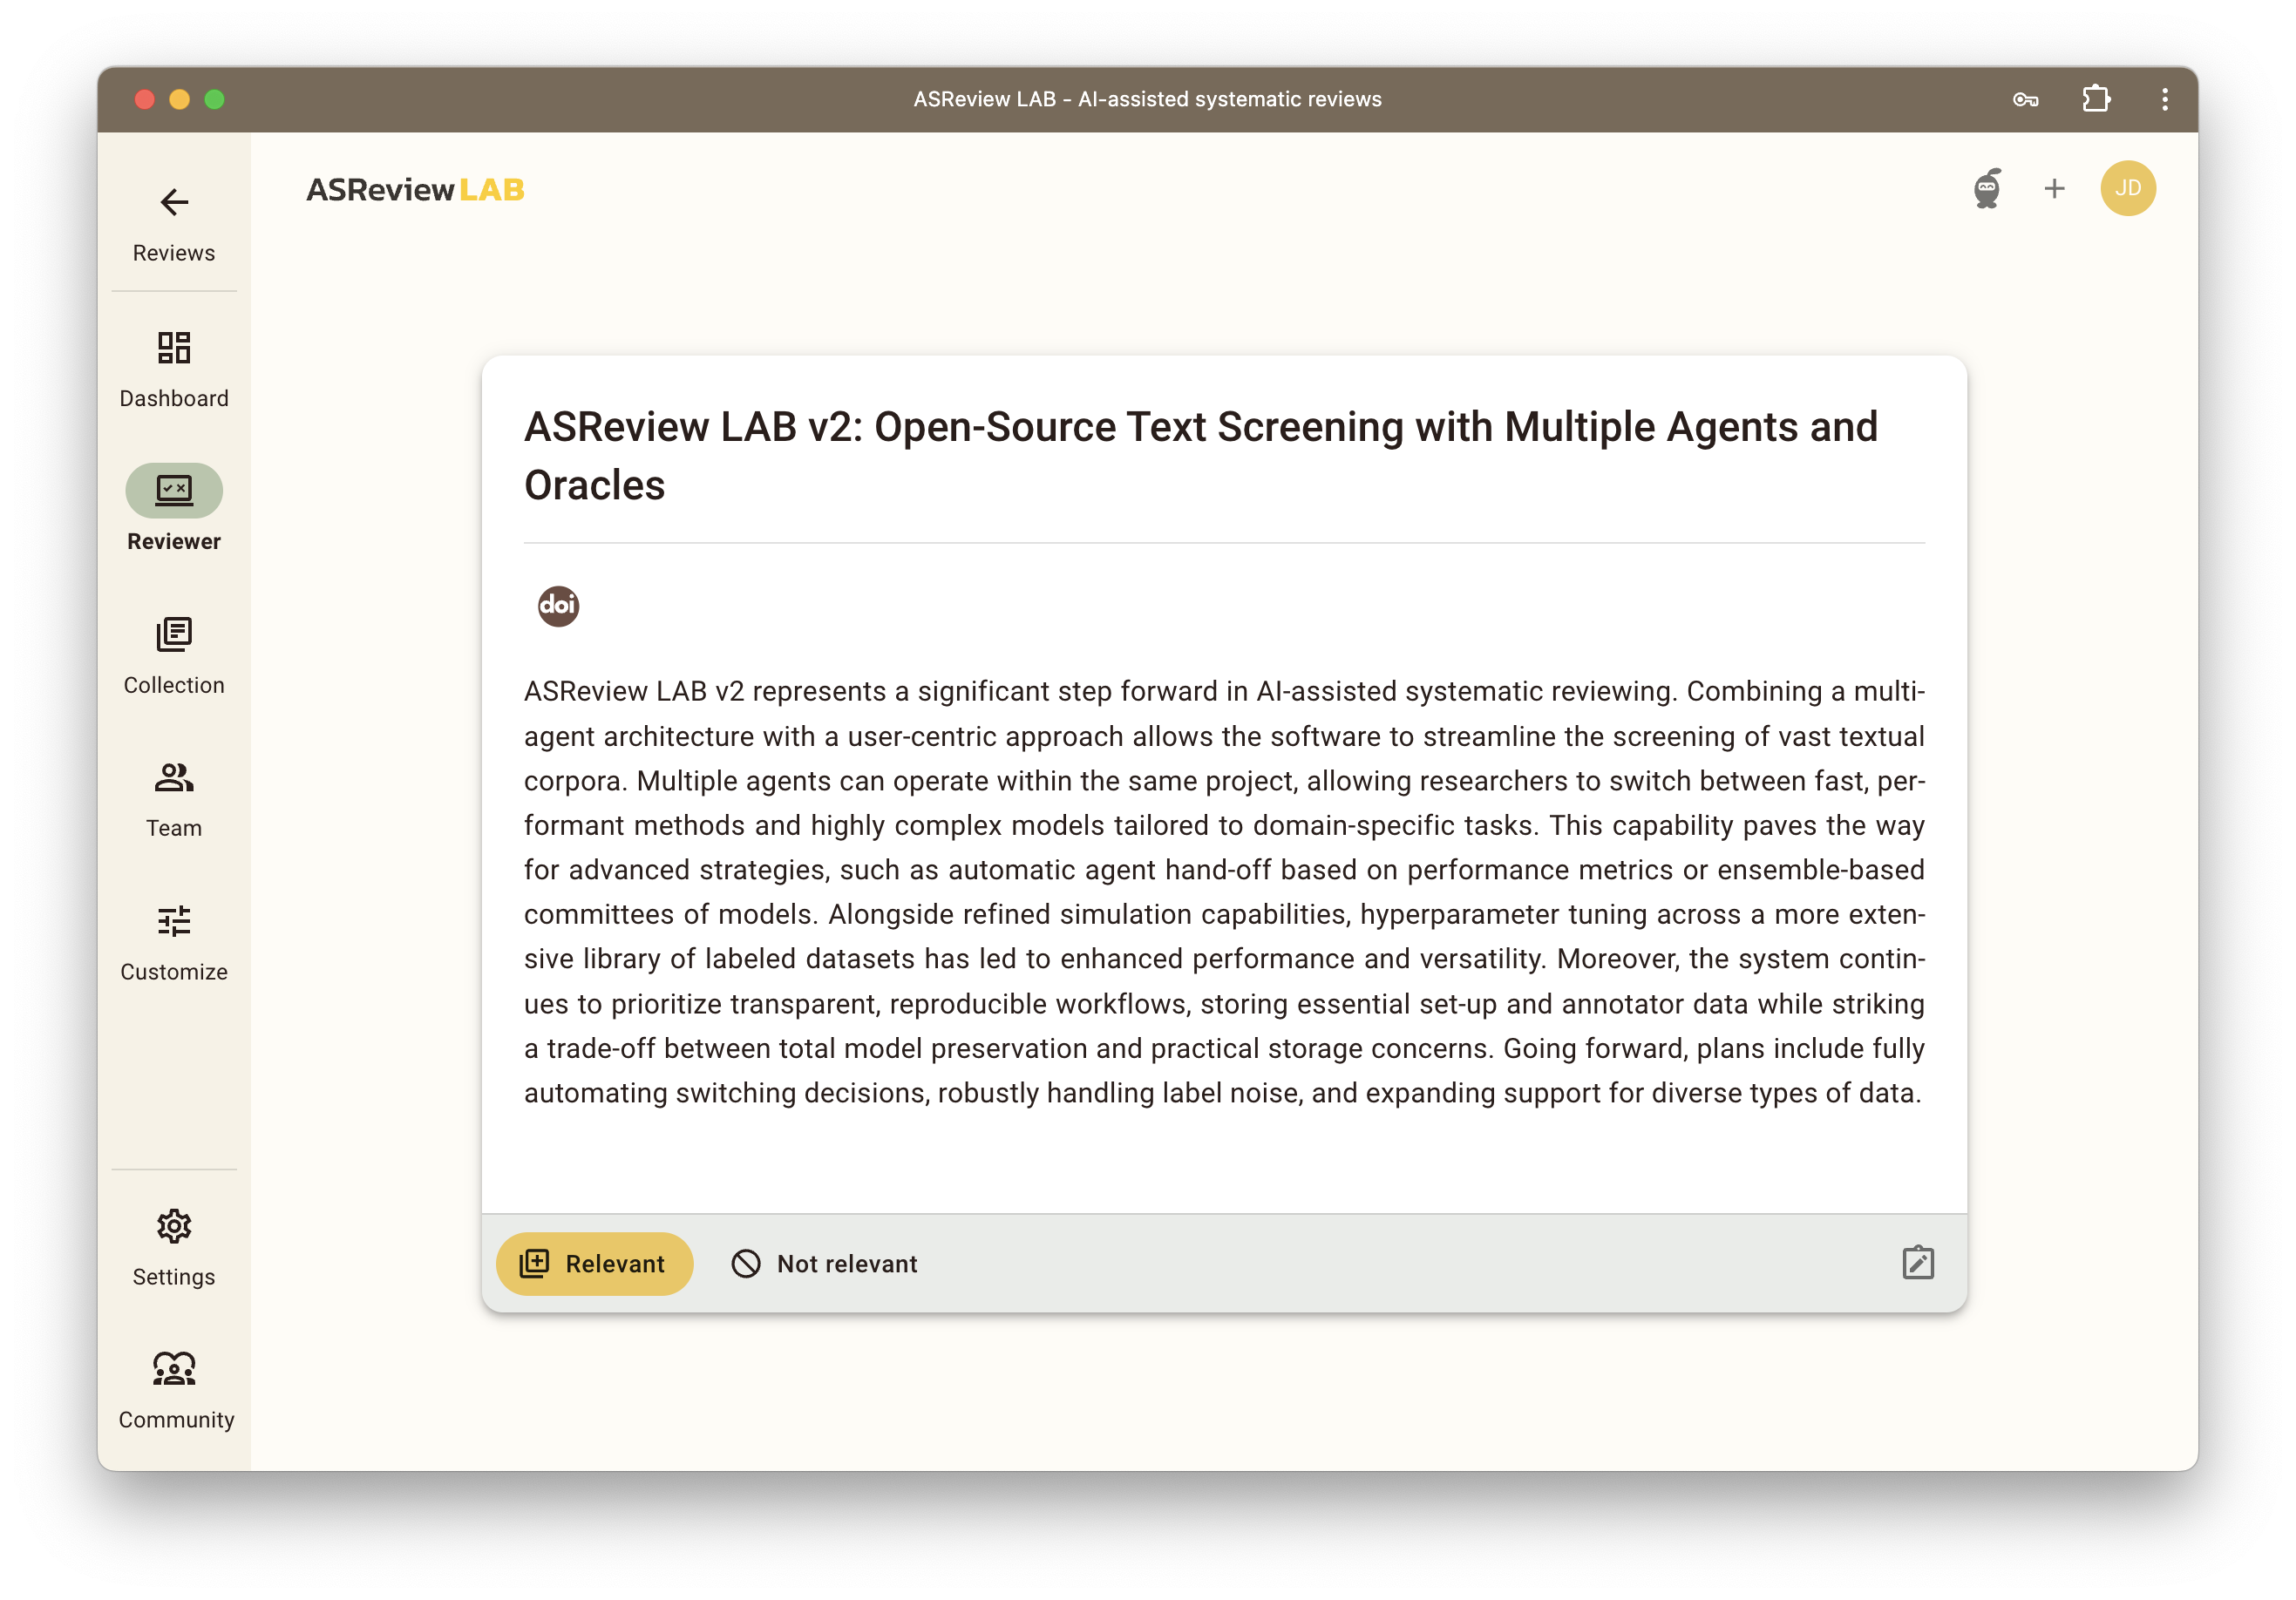 ASReview LAB - AI-assisted systematic reviews
Reviews
Dashboard
Reviewer
Collection
Team
Customize
Settings
Community
ASReview LAB
JD
ASReview LAB v2: Open-Source Text Screening with Multiple Agents and
Oracles
doi
ASReview LAB v2 represents a significant step forward in AI-assisted systematic reviewing. Combining a multi-
agent architecture with a user-centric approach allows the software to streamline the screening of vast textual
corpora. Multiple agents can operate within the same project, allowing researchers to switch between fast, per-
formant methods and highly complex models tailored to domain-specific tasks. This capability paves the way
for advanced strategies, such as automatic agent hand-off based on performance metrics or ensemble-based
committees of models. Alongside refined simulation capabilities, hyperparameter tuning across a more exten-
sive library of labeled datasets has led to enhanced performance and versatility. Moreover, the system contin-
ues to prioritize transparent, reproducible workflows, storing essential set-up and annotator data while striking
a trade-off between total model preservation and practical storage concerns. Going forward, plans include fully
automating switching decisions, robustly handling label noise, and expanding support for diverse types of data.
Relevant
Not relevant